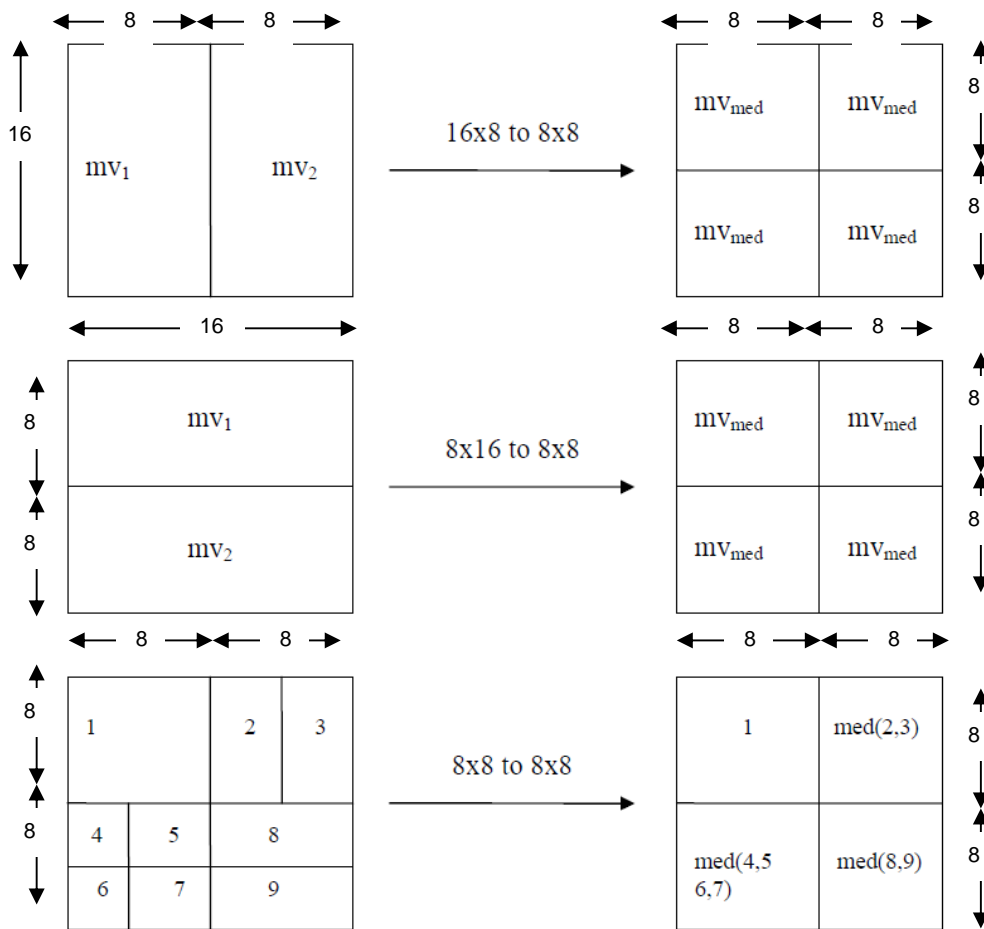 8 8 8 8
16
mv1 mv2
16x8 to 8x8
mvmed mvmed
mvmed mvmed
8
8
16 8 8
8
8
mv1
mv2
8x16 to 8x8
mvmed mvmed
mvmed mvmed
8
8
8 8 8 8
8
8
1 2 3
4 5 8
6 7 9
8x8 to 8x8
1 med(2,3)
med(4,5
6,7)
med(8,9)
8
8